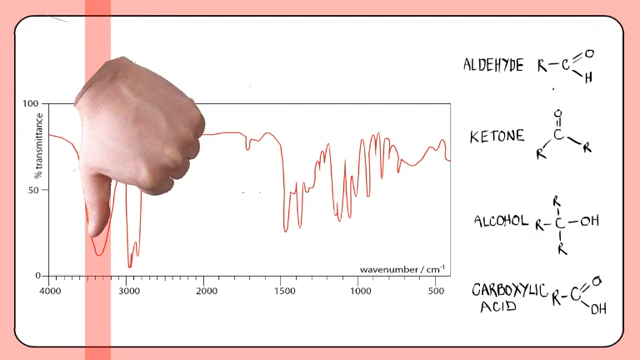 ALDEHYDE R-C O H
100
% transmittance
KETONE O C R R
50
ALCOHOL R R-C-OH R
0
wavenumber / cm⁻¹
CARBOXYLIC ACID R-C O OH
4000 3000 2000 1500 1000 500